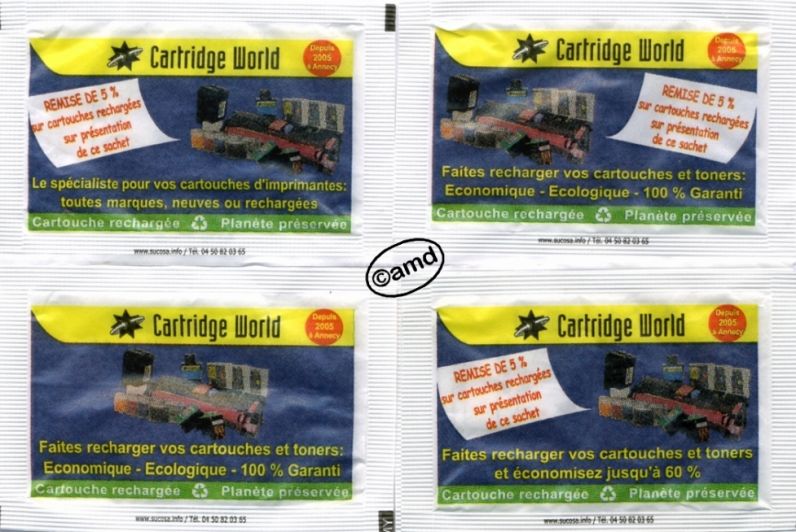 Cartridge World
Depuis
2005
à Annecy
REMISE DE 5 %
sur cartouches rechargées
sur présentation
de ce sachet
Le spécialiste pour vos cartouches d'imprimantes:
toutes marques, neuves ou rechargées
Cartouche rechargée Planète préservée
www.sucosa.info / Tél. 04 50 82 03 65
Cartridge World
Depuis
2005
à Annecy
REMISE DE 5 %
sur cartouches rechargées
sur présentation
de ce sachet
Faites recharger vos cartouches et toners:
Economique - Ecologique - 100 % Garanti
Cartouche rechargée Planète préservée
www.sucosa.info / Tél. 04 50 82 03 65
©amd
Cartridge World
Depuis
2005
à Annecy
Faites recharger vos cartouches et toners:
Economique - Ecologique - 100 % Garanti
Cartouche rechargée Planète préservée
www.sucosa.info / Tél. 04 50 82 03 65
Cartridge World
Depuis
2005
à Annecy
REMISE DE 5 %
sur cartouches rechargées
sur présentation
de ce sachet
Faites recharger vos cartouches et toners
et économisez jusqu'à 60 %
Cartouche rechargée Planète préservée
www.sucosa.info / Tél. 04 50 82 03 65